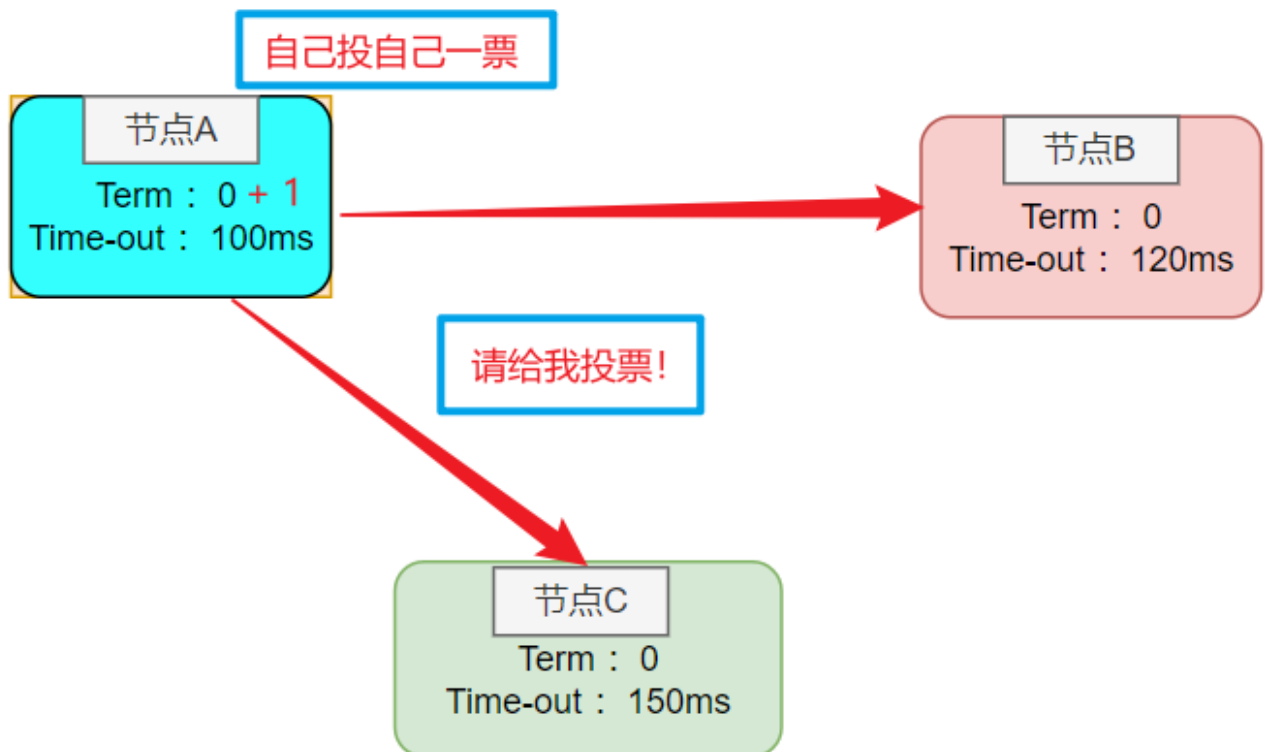 自己投自己一票
节点A
Term： 0 + 1
Time-out： 100ms
节点B
Term： 0
Time-out： 120ms
请给我投票！
节点C
Term： 0
Time-out： 150ms